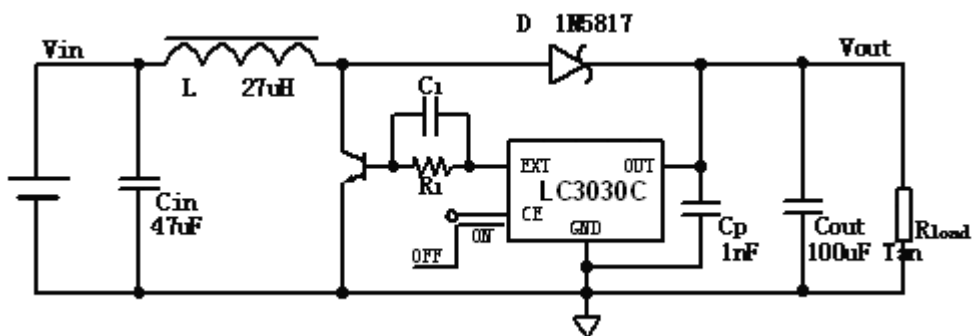 D 1N5817
Vin
Vout
L 27uH
C1
R1
EXT OUT
LC3030C
CE
GND
ON
OFF
Cin
47uF
Cp
1nF
Cout
100uF Tan
Rload